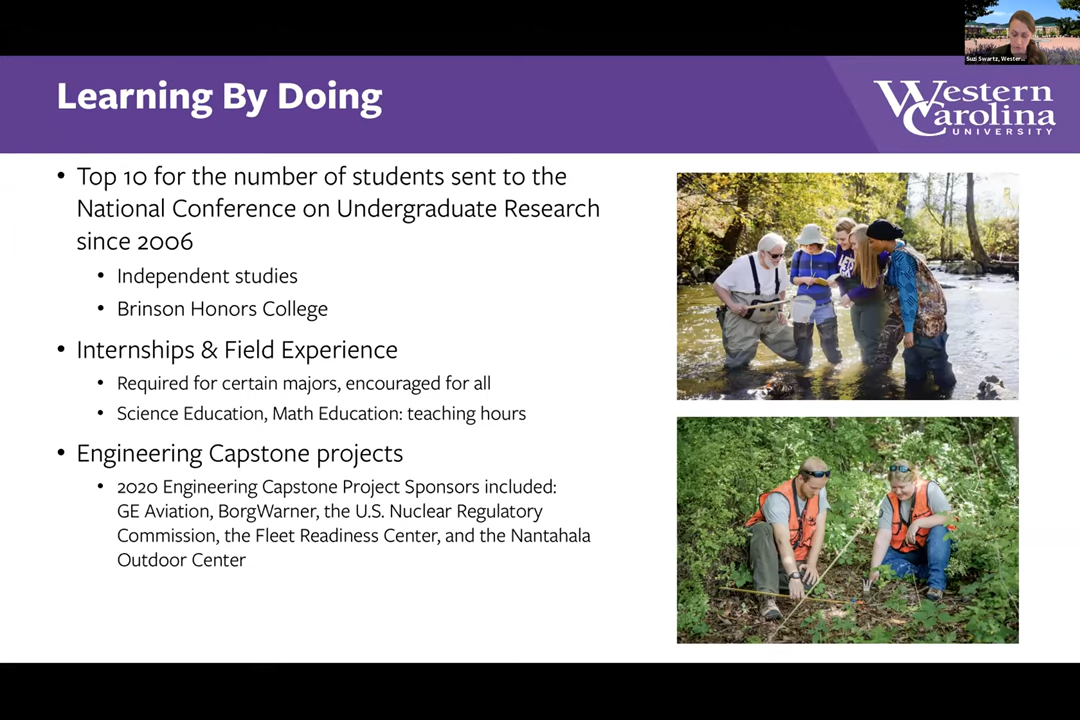 Suzi Swartz, Wester...
Learning By Doing
Western
Carolina
UNIVERSITY
• Top 10 for the number of students sent to the
National Conference on Undergraduate Research
since 2006
• Independent studies
• Brinson Honors College
• Internships & Field Experience
• Required for certain majors, encouraged for all
• Science Education, Math Education: teaching hours
• Engineering Capstone projects
• 2020 Engineering Capstone Project Sponsors included:
GE Aviation, BorgWarner, the U.S. Nuclear Regulatory
Commission, the Fleet Readiness Center, and the Nantahala
Outdoor Center